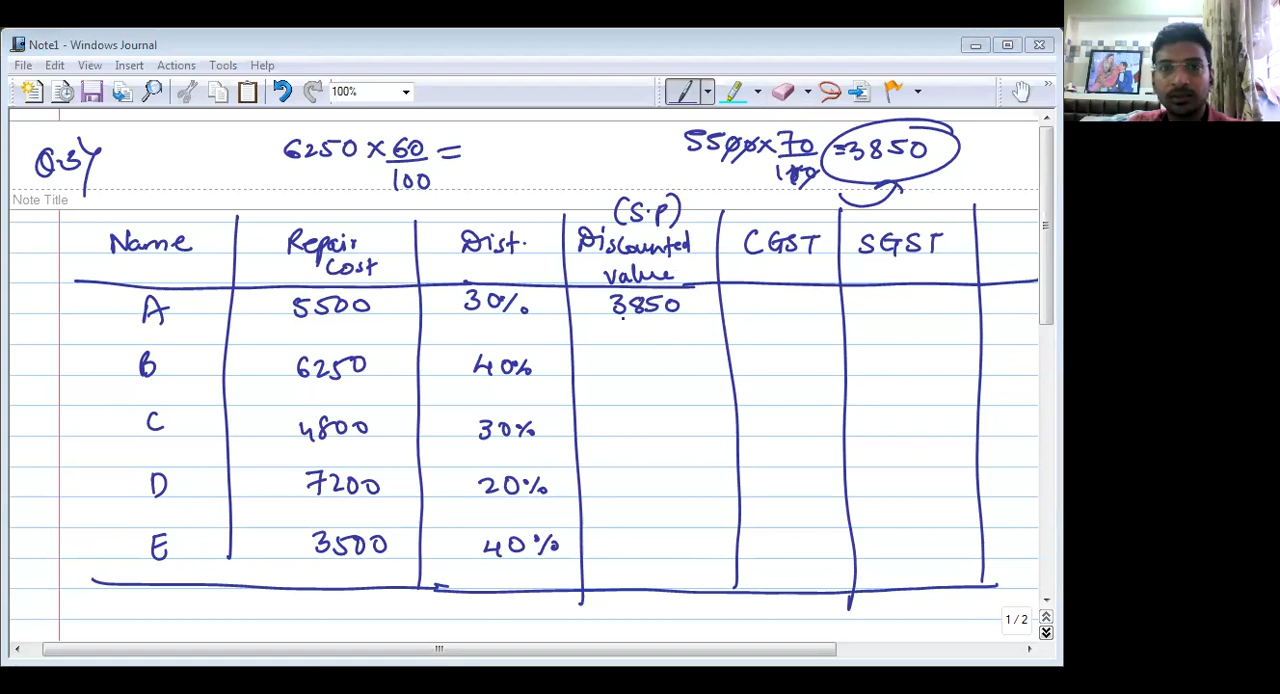 Note1 - Windows Journal
File Edit View Insert Actions Tools Help
100%
Q.3Y
6250 × 60/100 =
5500 × 70/100 = 3850
Note Title
(S.P)
Name Repair Cost Dist. Discounted value CGST SGST
A 5500 30% 3850
B 6250 40%
C 4800 30%
D 7200 20%
E 3500 40%
1 / 2